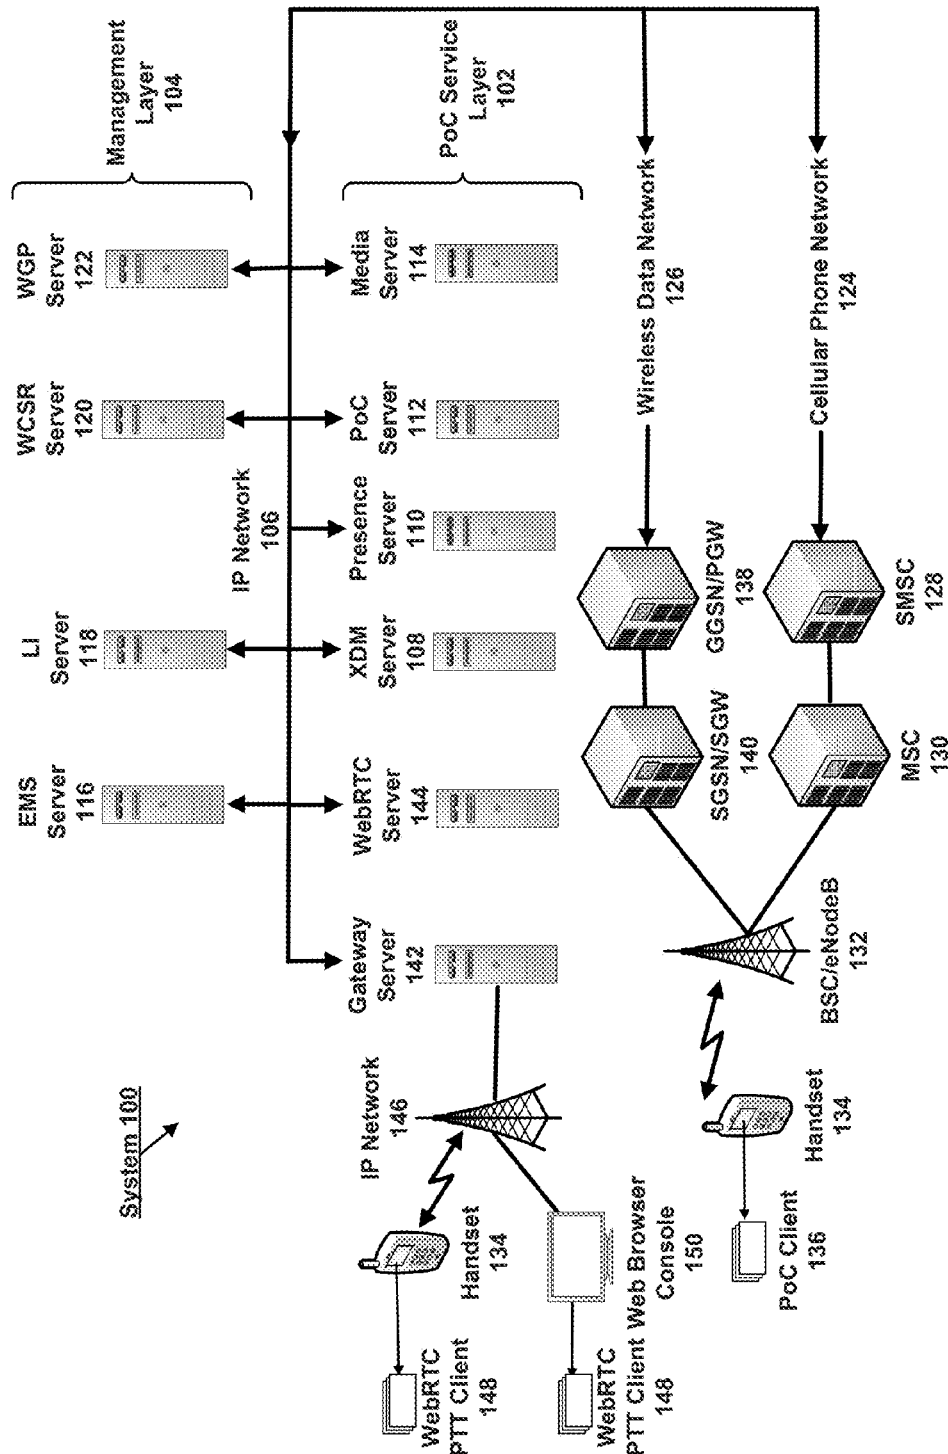 System 100
EMS
Server
116
LI
Server
118
WCSR
Server
120
WGP
Server
122
Management
Layer
104
IP Network
106
Gateway
Server
142
WebRTC
Server
144
XDM
Server
108
Presence
Server
110
PoC
Server
112
Media
Server
114
PoC Service
Layer
102
IP Network
146
Handset
134
WebRTC
PTT Client
148
Web Browser
Console
150
WebRTC
PTT Client
148
SGSN/SGW
140
GGSN/PGW
138
Wireless Data Network
126
BSC/eNodeB
132
MSC
130
SMSC
128
Cellular Phone Network
124
Handset
134
PoC Client
136